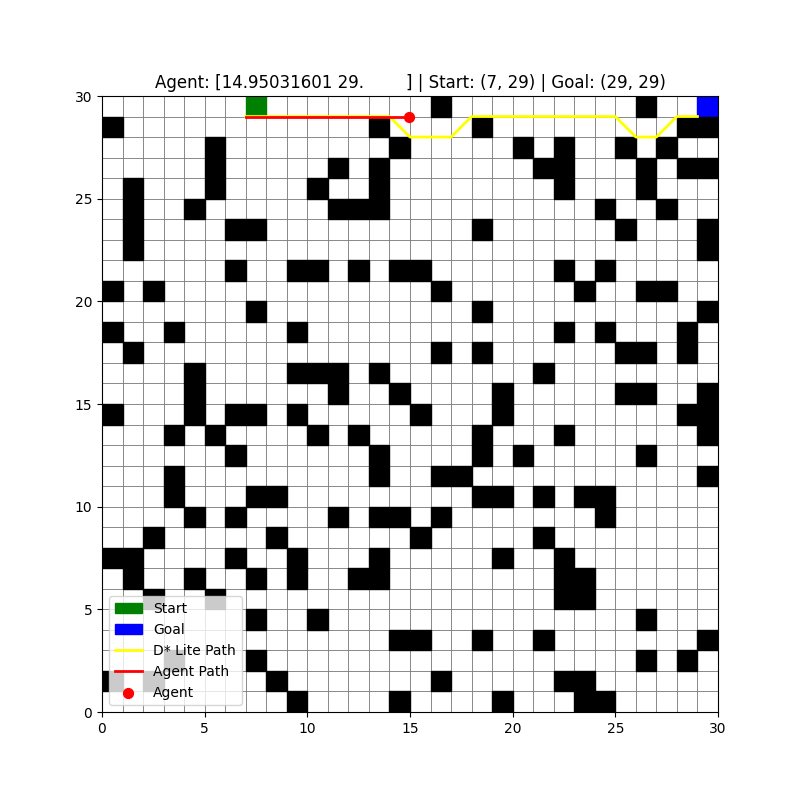 Agent: [14.95031601 29.        ] | Start: (7, 29) | Goal: (29, 29)
30
25
20
15
10
5
0
Start
Goal
D* Lite Path
Agent Path
Agent
0 5 10 15 20 25 30